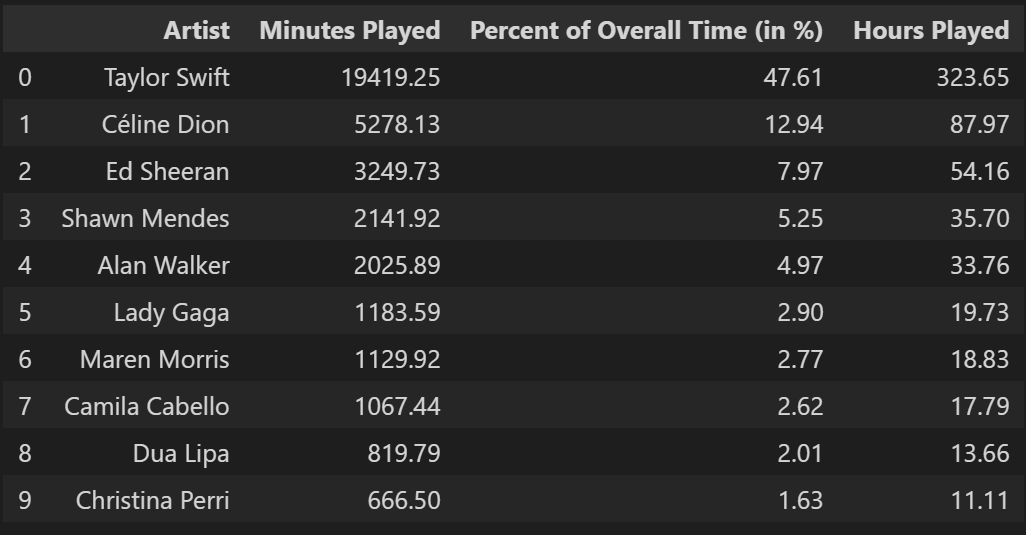 Artist Minutes Played Percent of Overall Time (in %) Hours Played
0 Taylor Swift 19419.25 47.61 323.65
1 Céline Dion 5278.13 12.94 87.97
2 Ed Sheeran 3249.73 7.97 54.16
3 Shawn Mendes 2141.92 5.25 35.70
4 Alan Walker 2025.89 4.97 33.76
5 Lady Gaga 1183.59 2.90 19.73
6 Maren Morris 1129.92 2.77 18.83
7 Camila Cabello 1067.44 2.62 17.79
8 Dua Lipa 819.79 2.01 13.66
9 Christina Perri 666.50 1.63 11.11